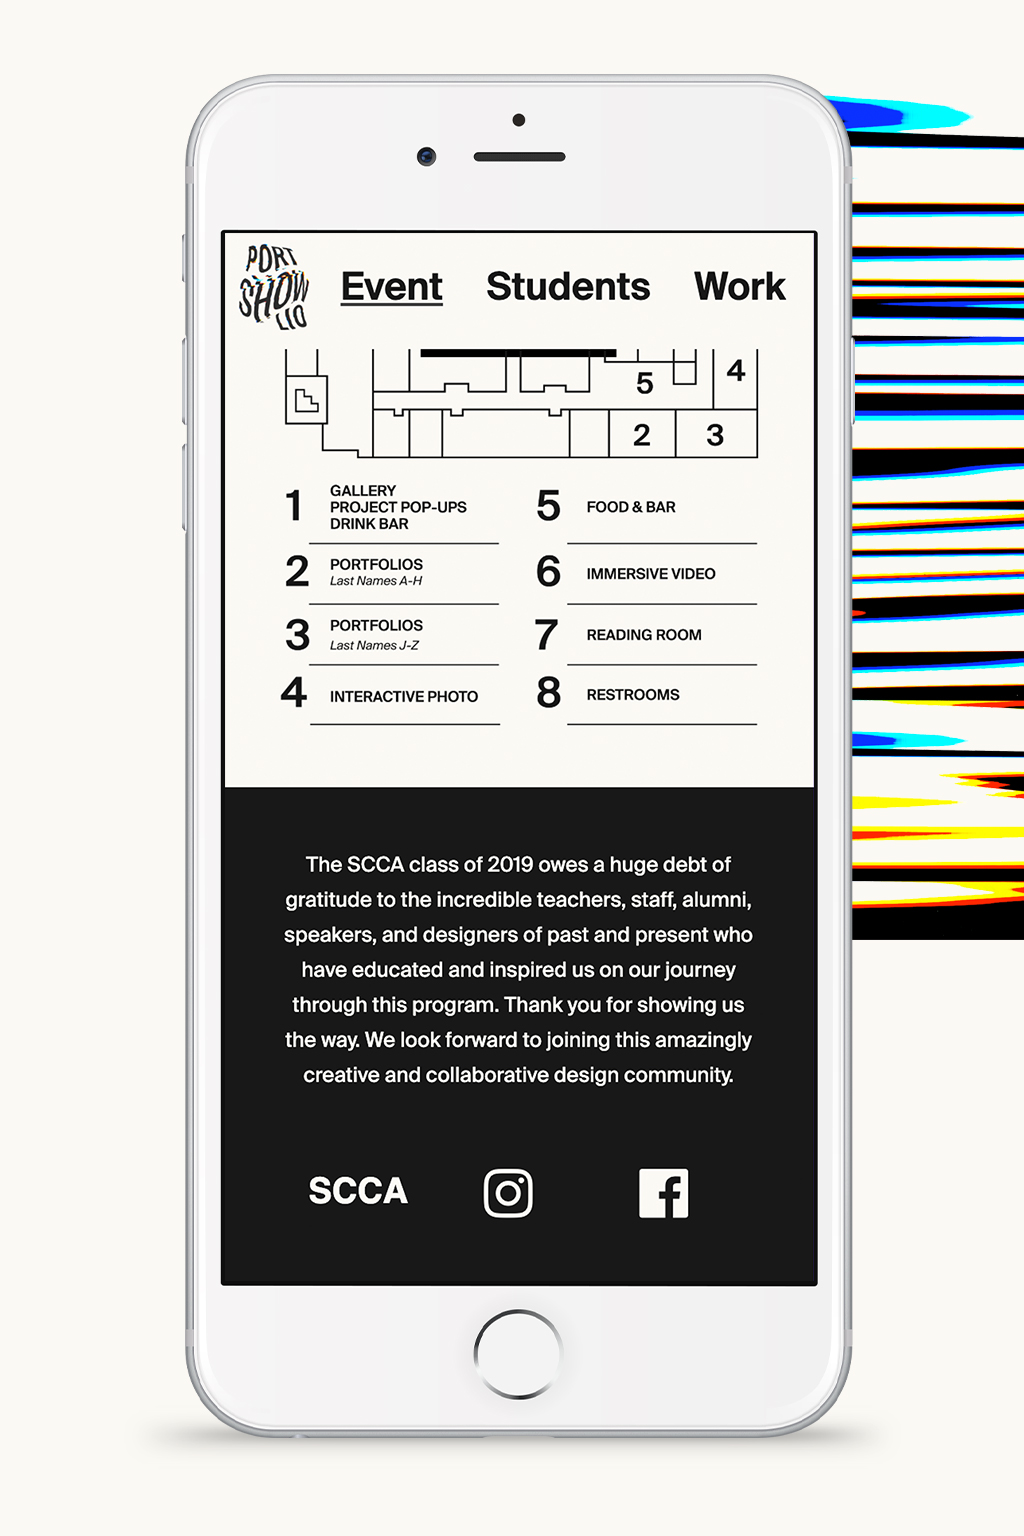 PORT
SHOW
LIO
Event Students Work
4
5
2 3
1 GALLERY
PROJECT POP-UPS
DRINK BAR
2 PORTFOLIOS
Last Names A-H
3 PORTFOLIOS
Last Names J-Z
4 INTERACTIVE PHOTO
5 FOOD & BAR
6 IMMERSIVE VIDEO
7 READING ROOM
8 RESTROOMS
The SCCA class of 2019 owes a huge debt of
gratitude to the incredible teachers, staff, alumni,
speakers, and designers of past and present who
have educated and inspired us on our journey
through this program. Thank you for showing us
the way. We look forward to joining this amazingly
creative and collaborative design community.
SCCA